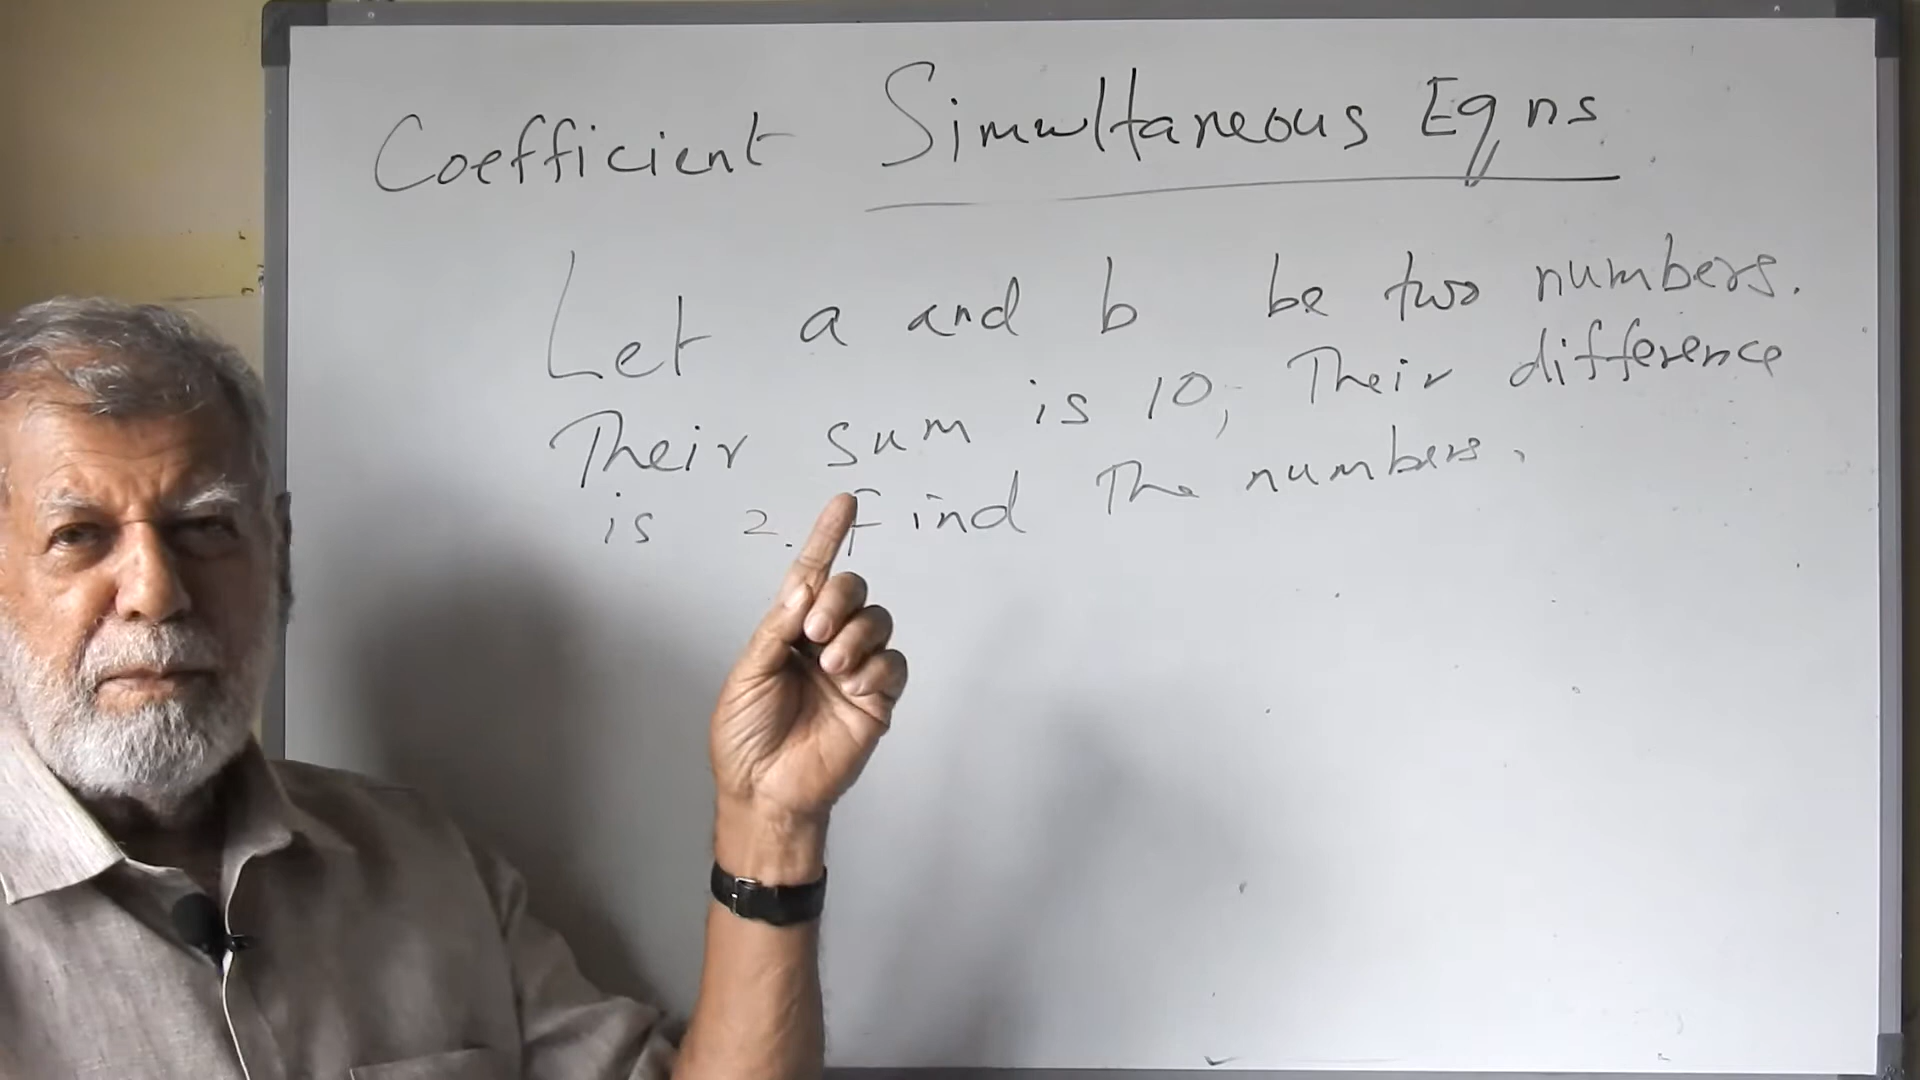 Coefficient Simultaneous Eqns
Let a and b be two numbers.
Their sum is 10, Their difference
is 2. Find The numbers.